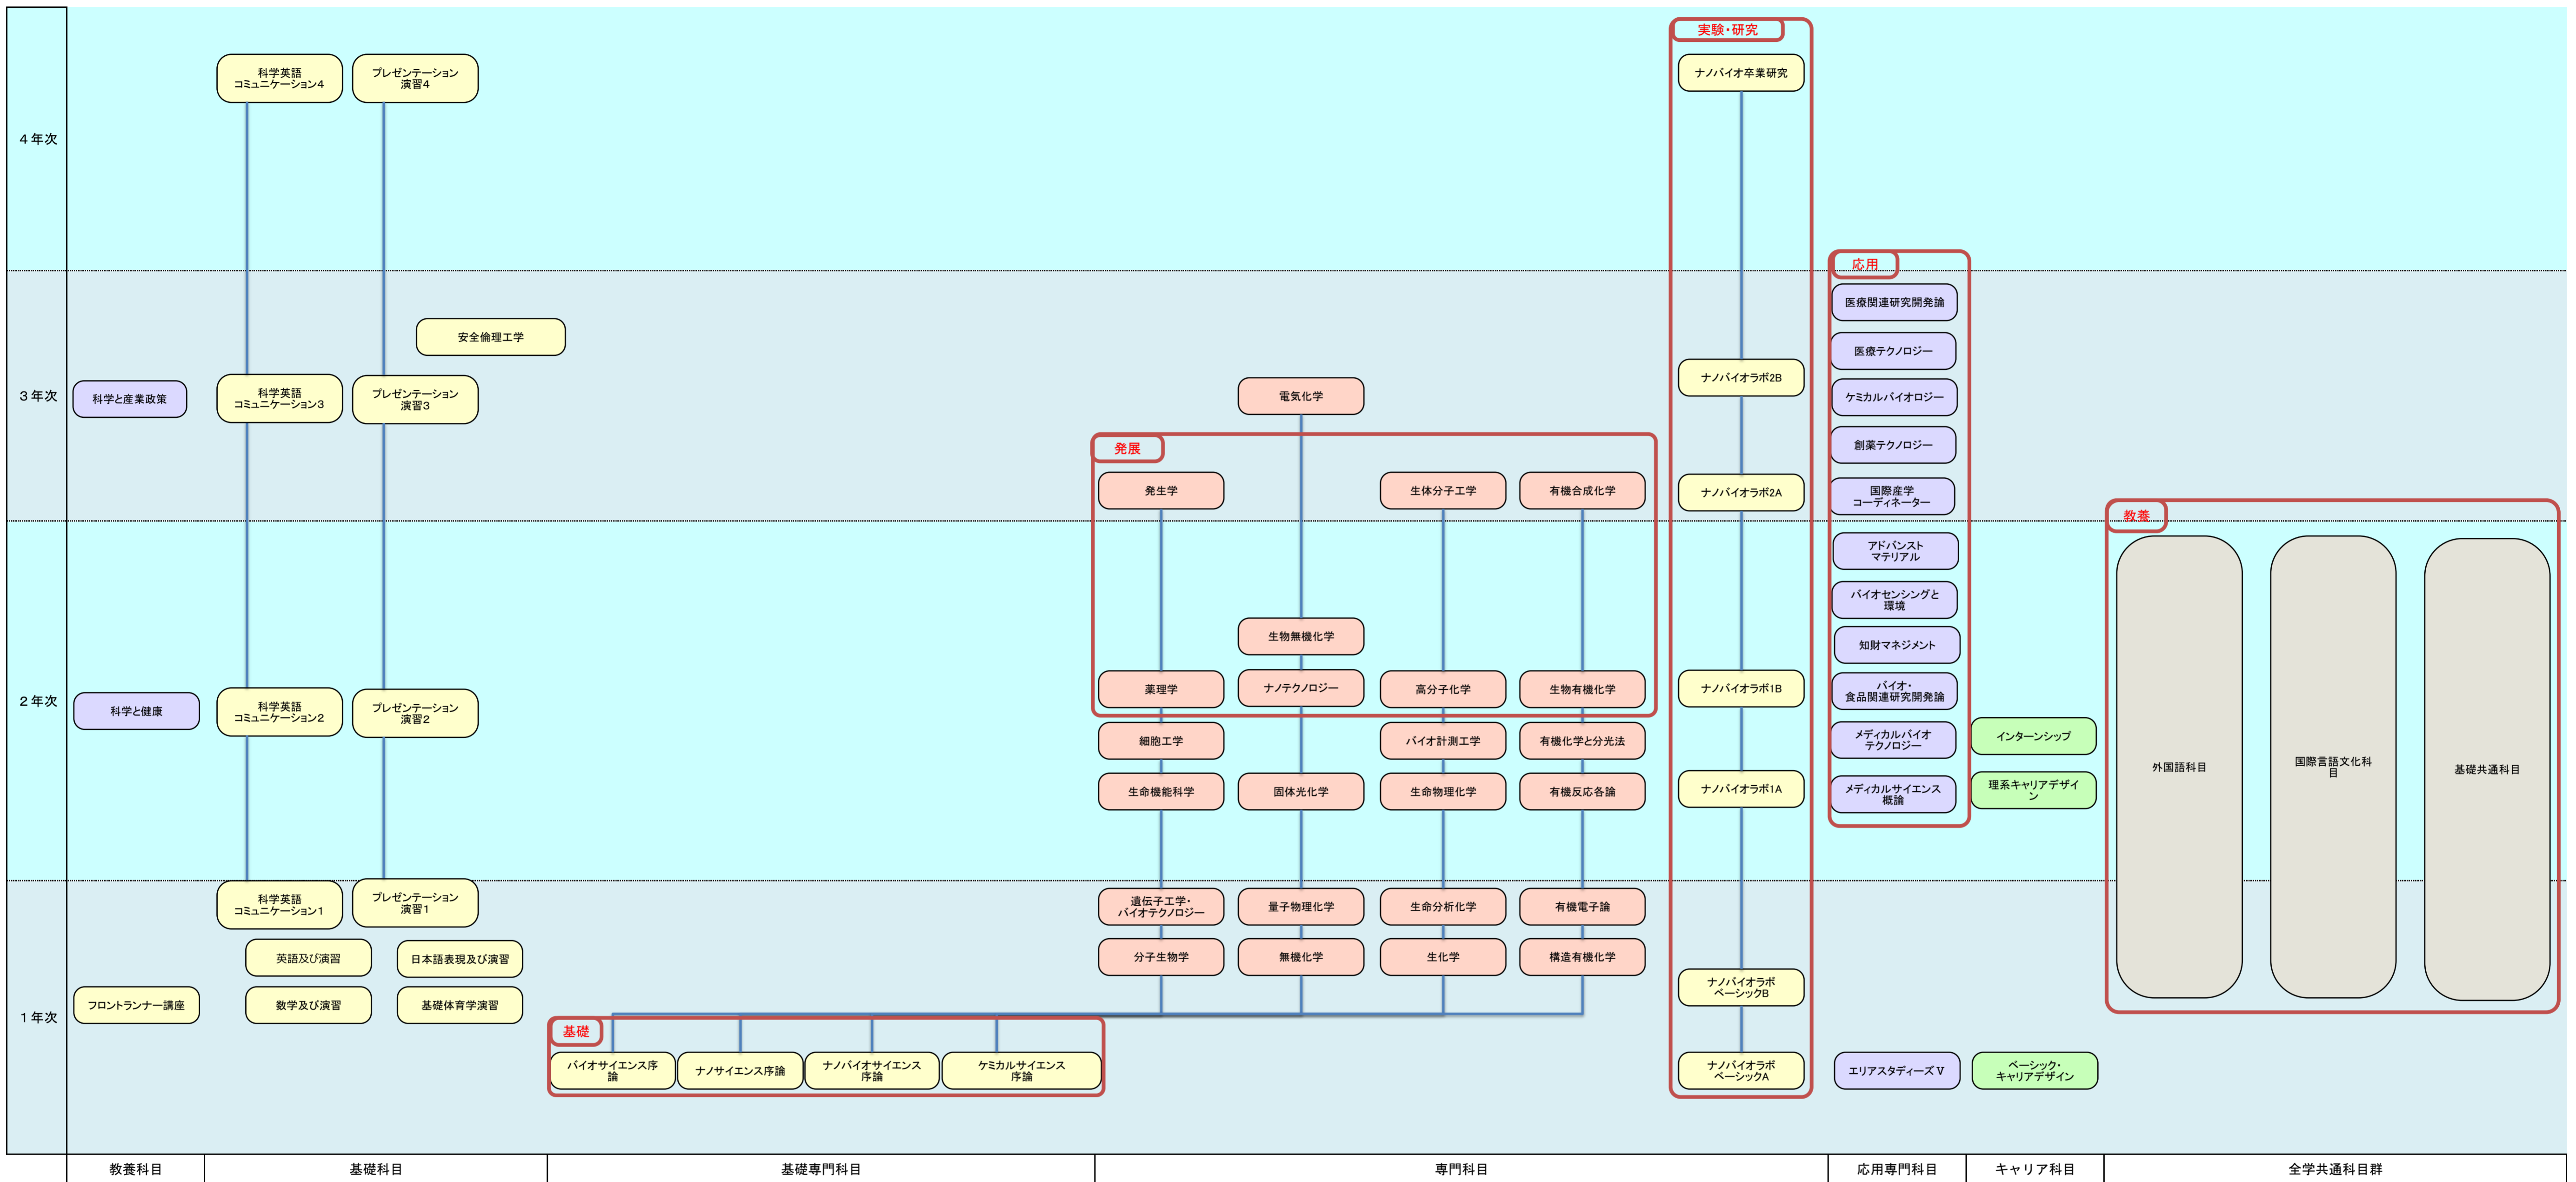 実験・研究
科学英語
コミュニケーション4
プレゼンテーション
演習4
ナノバイオ卒業研究
4年次
応用
医療関連研究開発論
安全倫理工学
医療テクノロジー
3年次
科学と産業政策
科学英語
コミュニケーション3
プレゼンテーション
演習3
電気化学
ナノバイオラボ2B
ケミカルバイオロジー
発展
創薬テクノロジー
発生学
生体分子工学
有機合成化学
ナノバイオラボ2A
国際産学
コーディネーター
教養
アドバンスト
マテリアル
バイオセンシングと
環境
生物無機化学
知財マネジメント
2年次
科学と健康
科学英語
コミュニケーション2
プレゼンテーション
演習2
薬理学
ナノテクノロジー
高分子化学
生物有機化学
ナノバイオラボ1B
バイオ・
食品関連研究開発論
細胞工学
バイオ計測工学
有機化学と分光法
メディカルバイオ
テクノロジー
インターンシップ
外国語科目
国際言語文化科
目
基礎共通科目
生命機能科学
固体光化学
生命物理化学
有機反応各論
ナノバイオラボ1A
メディカルサイエンス
概論
理系キャリアデザイ
ン
科学英語
コミュニケーション1
プレゼンテーション
演習1
遺伝子工学・
バイオテクノロジー
量子物理化学
生命分析化学
有機電子論
英語及び演習
日本語表現及び演習
分子生物学
無機化学
生化学
構造有機化学
1年次
フロントランナー講座
数学及び演習
基礎体育学演習
ナノバイオラボ
ベーシックB
基礎
バイオサイエンス序
論
ナノサイエンス序論
ナノバイオサイエンス
序論
ケミカルサイエンス
序論
ナノバイオラボ
ベーシックA
エリアスタディーズ V
ベーシック・
キャリアデザイン
教養科目
基礎科目
基礎専門科目
専門科目
応用専門科目
キャリア科目
全学共通科目群